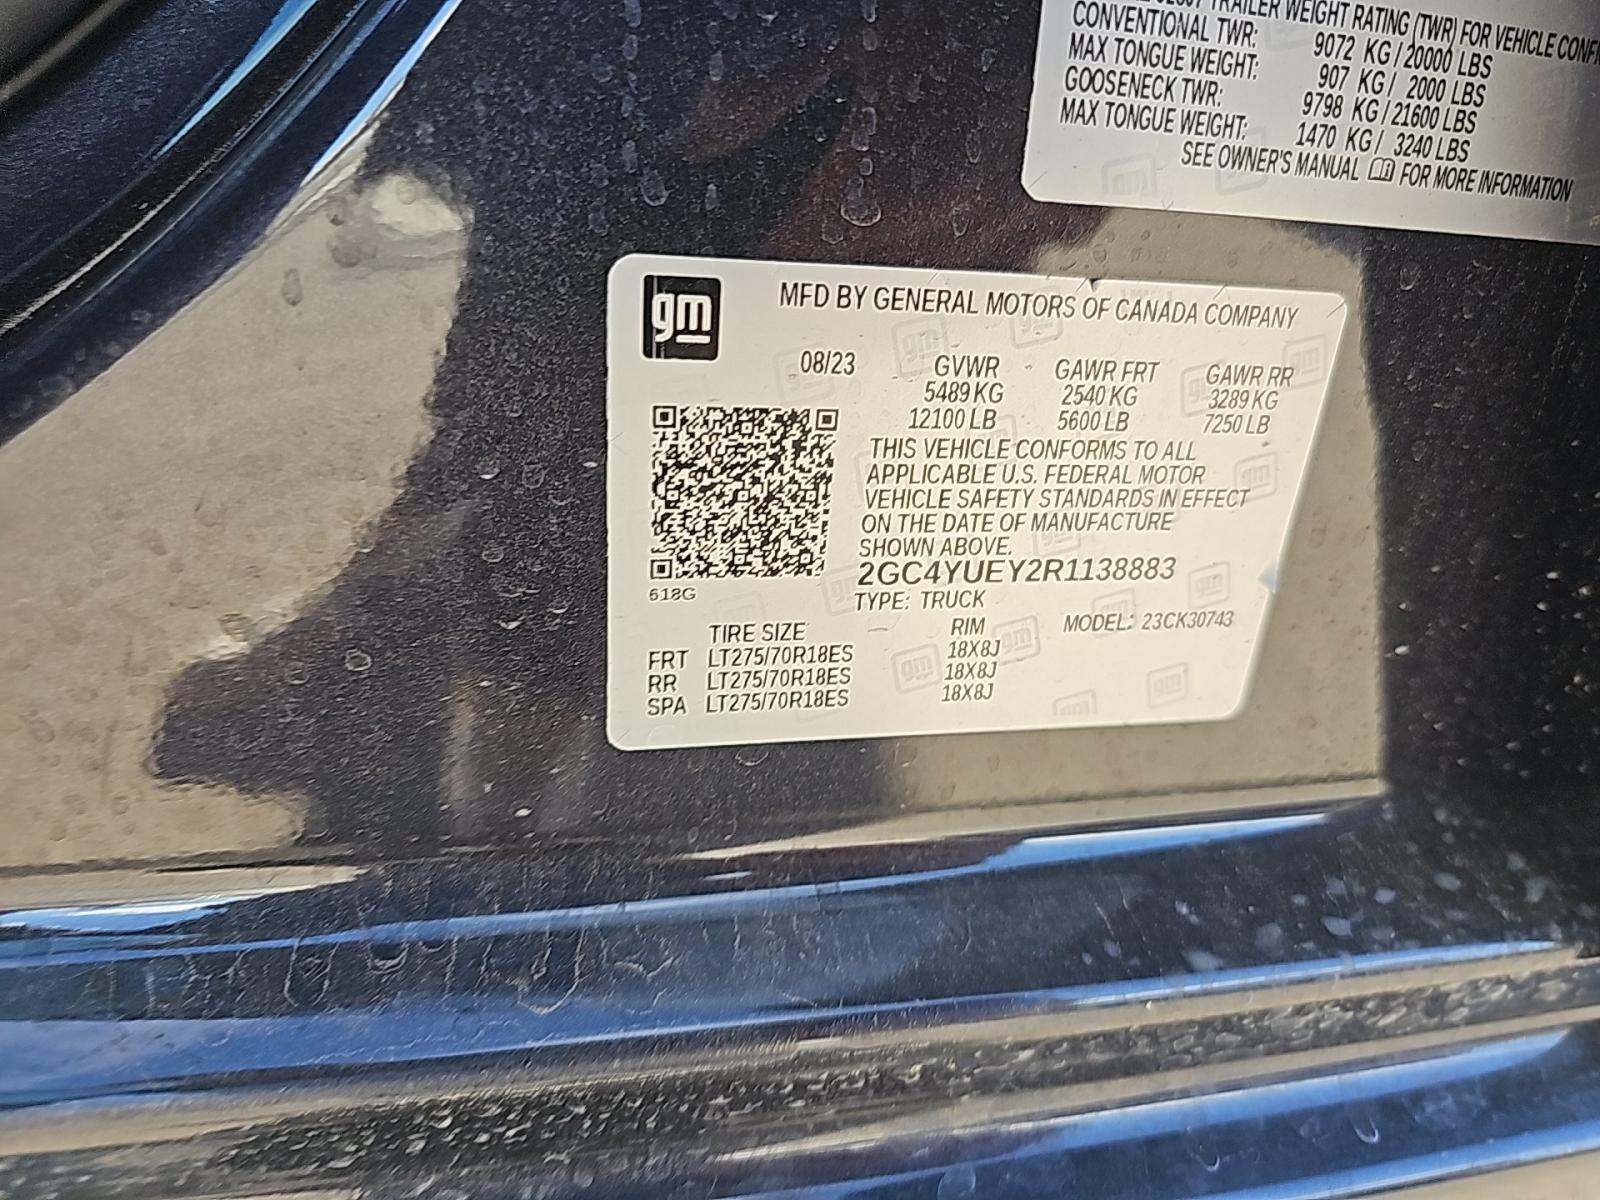 TRAILER WEIGHT RATING (TWR) FOR VEHICLE
CONVENTIONAL TWR: 9072 KG / 20000 LBS
MAX TONGUE WEIGHT: 907 KG / 2000 LBS
GOOSENECK TWR: 9798 KG / 21600 LBS
MAX TONGUE WEIGHT: 1470 KG / 3240 LBS
SEE OWNER'S MANUAL FOR MORE INFORMATION
gm
MFD BY GENERAL MOTORS OF CANADA COMPANY
08/23 GVWR GAWR FRT GAWR RR
5489 KG 2540 KG 3289 KG
12100 LB 5600 LB 7250 LB
THIS VEHICLE CONFORMS TO ALL
APPLICABLE U.S. FEDERAL MOTOR
VEHICLE SAFETY STANDARDS IN EFFECT
ON THE DATE OF MANUFACTURE
SHOWN ABOVE.
2GC4YUEY2R1138883
618G
TYPE: TRUCK
MODEL: 23CK30743
TIRE SIZE RIM
FRT LT275/70R18ES 18X8J
RR LT275/70R18ES 18X8J
SPA LT275/70R18ES 18X8J